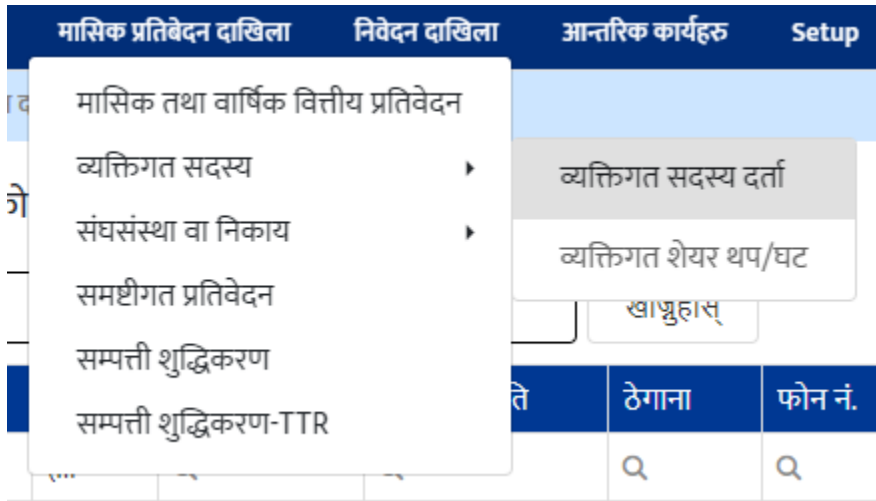 मासिक प्रतिबेदन दाखिला निवेदन दाखिला आन्तरिक कार्यहरु Setup
मासिक तथा वार्षिक वित्तीय प्रतिवेदन
व्यक्तिगत सदस्य
व्यक्तिगत सदस्य दर्ता
संघसंस्था वा निकाय
व्यक्तिगत शेयर थप/घट
समष्टीगत प्रतिवेदन
खोज्नुहोस्
सम्पत्ती शुद्धिकरण
ठेगाना फोन नं.
सम्पत्ती शुद्धिकरण-TTR